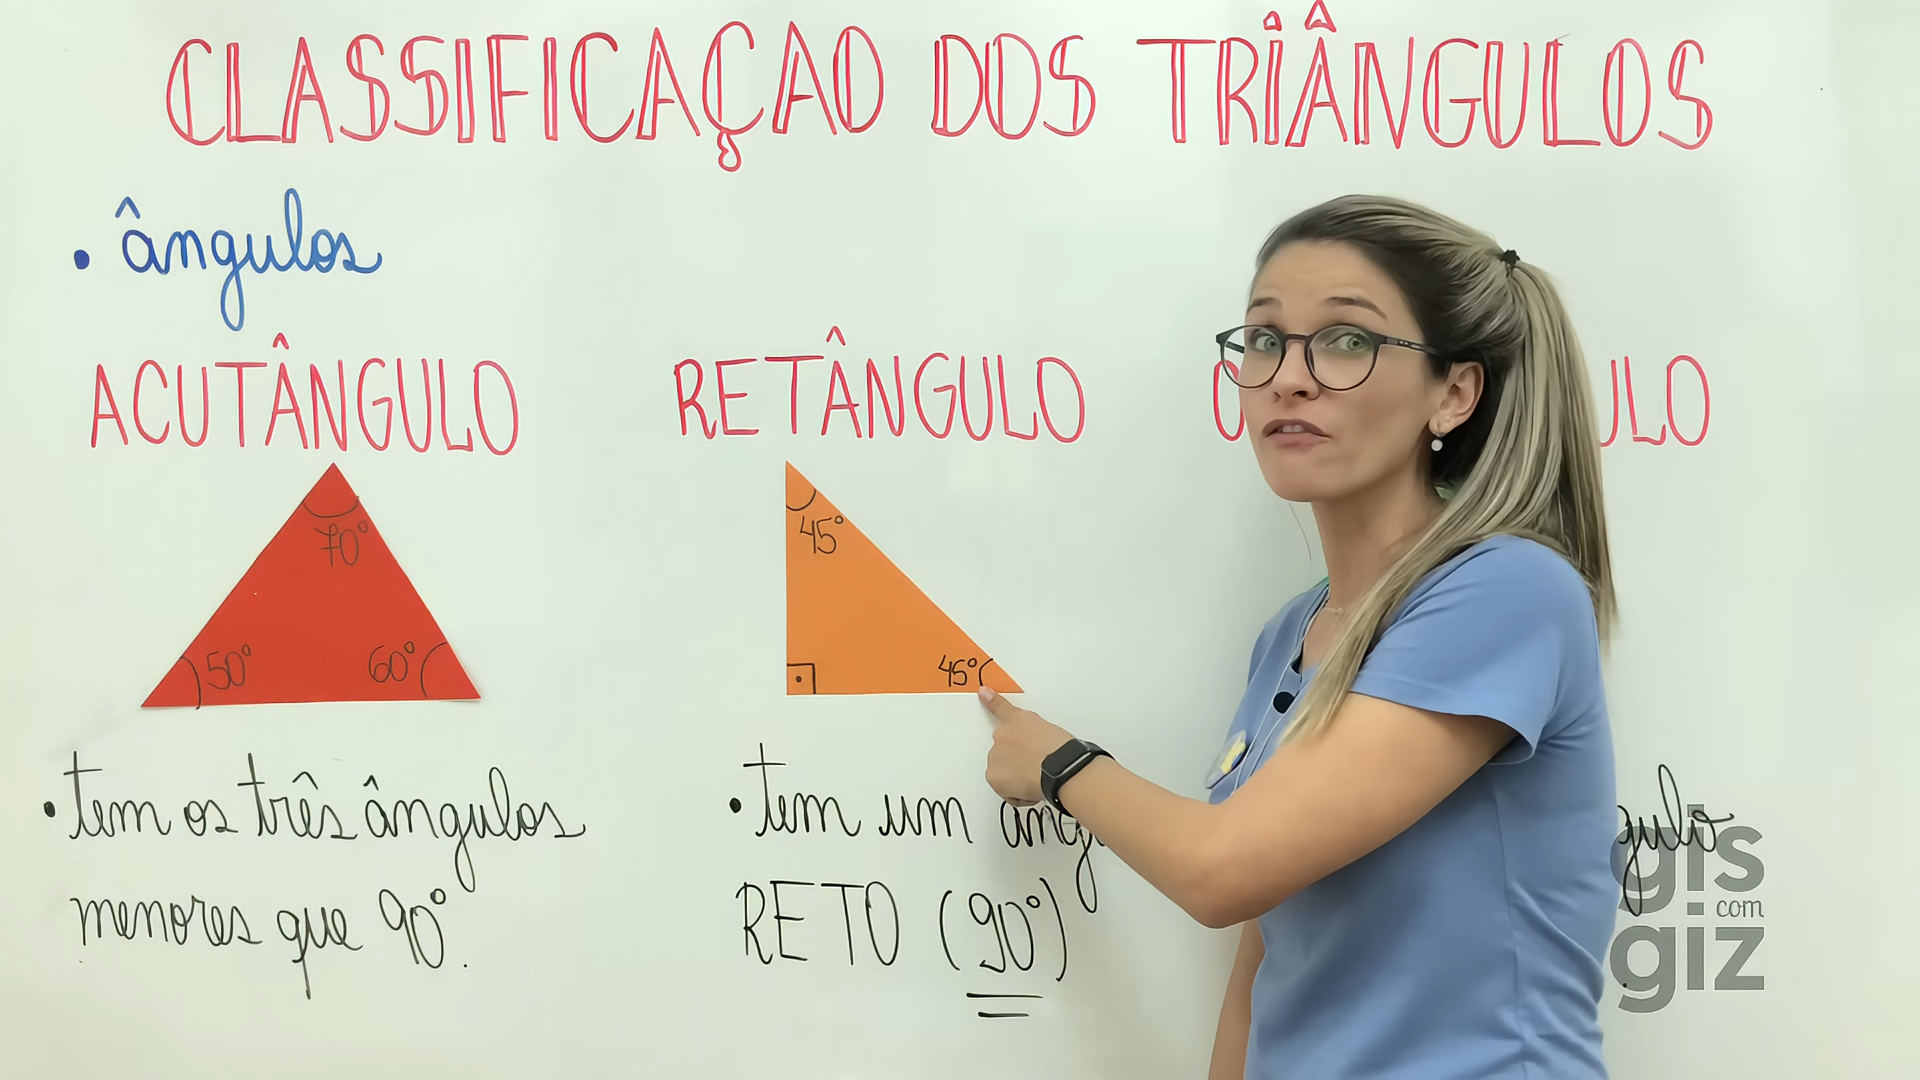 CLASSIFICAÇAO DOS TRIÂNGULOS
• ângulos
ACUTÂNGULO
RETÂNGULO
70°
50°
60°
45°
45°
• tem os três ângulos
menores que 90°.
• tem um
RETO (90°)
gis
com
giz